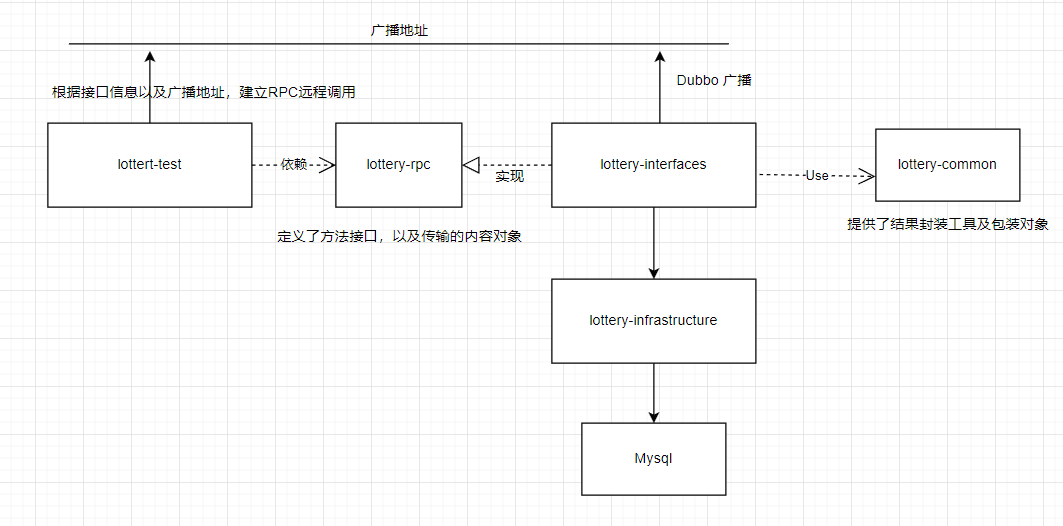 广播地址
Dubbo 广播
根据接口信息以及广播地址，建立RPC远程调用
lottert-test
依赖
lottery-rpc
实现
lottery-interfaces
Use
lottery-common
定义了方法接口，以及传输的内容对象
提供了结果封装工具及包装对象
lottery-infrastructure
Mysql